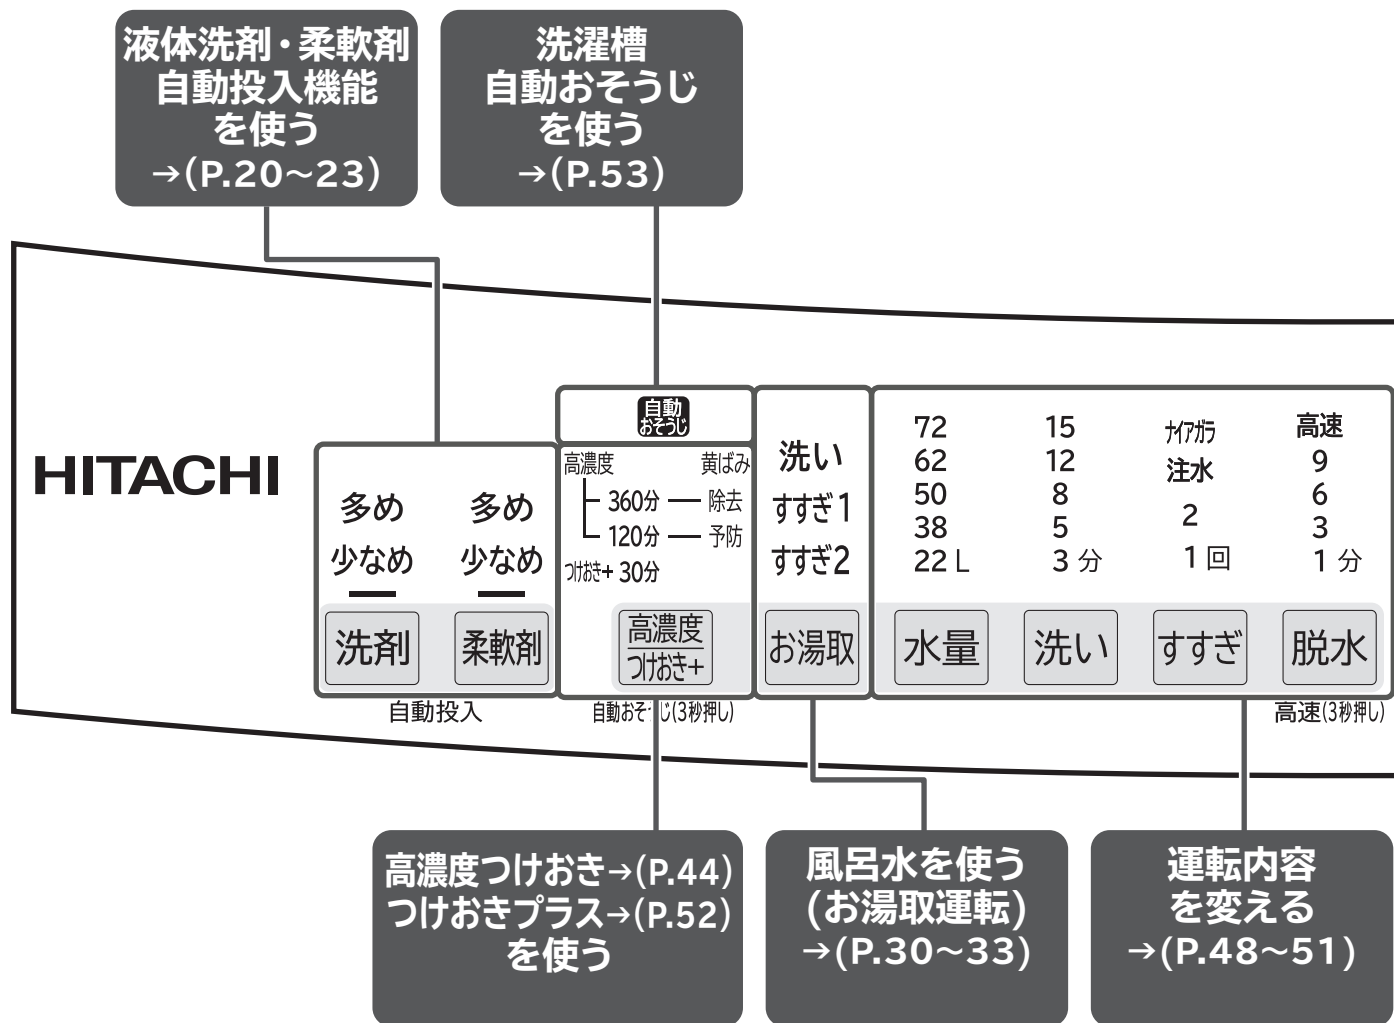 液体洗剤・柔軟剤
自動投入機能
を使う
→(P.20～23)
洗濯槽
自動おそうじ
を使う
→(P.53)
HITACHI
多め
少なめ
洗剤
多め
少なめ
柔軟剤
自動投入
自動
おそうじ
高濃度 黄ばみ
360分 除去
120分 予防
つけおき+ 30分
高濃度
つけおき+
自動おそうじ(3秒押し)
洗い
すすぎ1
すすぎ2
お湯取
72
62
50
38
22 L
水量
15
12
8
5
3 分
洗い
ナイアガラ
注水
2
1 回
すすぎ
高速
9
6
3
1 分
脱水
高速(3秒押し)
高濃度つけおき→(P.44)
つけおきプラス→(P.52)
を使う
風呂水を使う
(お湯取運転)
→(P.30～33)
運転内容
を変える
→(P.48～51)